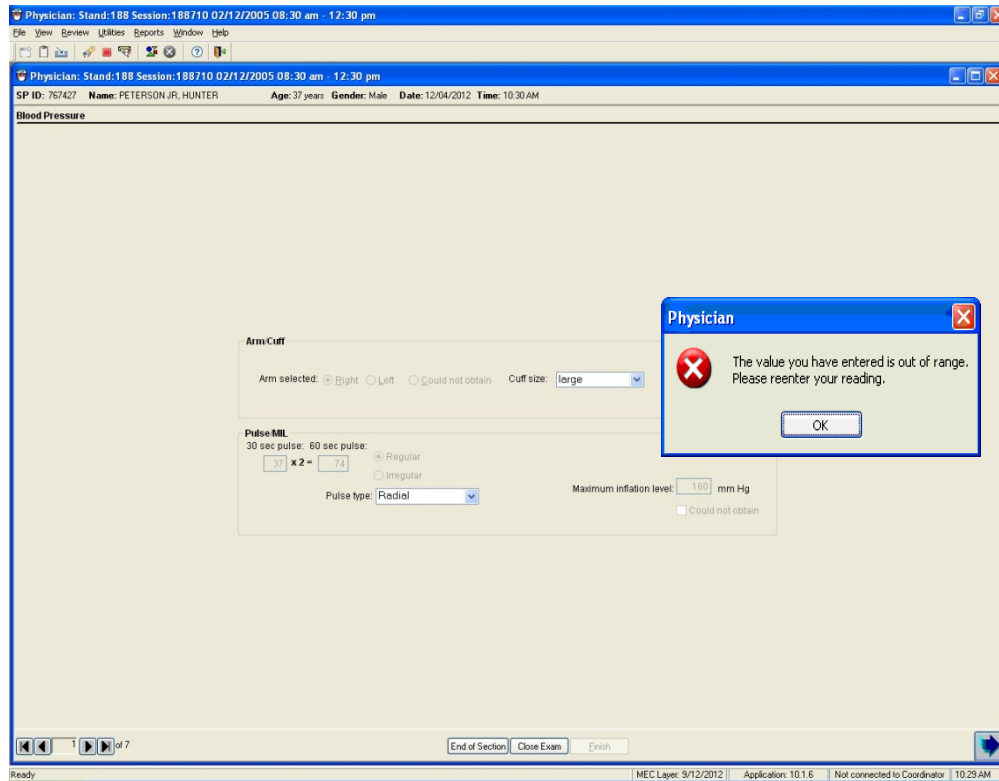 Physician: Stand:188 Session:188710 02/12/2005 08:30 am - 12:30 pm
File View Review Utilities Reports Window Help
Physician: Stand:188 Session:188710 02/12/2005 08:30 am - 12:30 pm
SP ID: 767427 Name: PETERSON JR, HUNTER Age: 37 years Gender: Male Date: 12/04/2012 Time: 10:30 AM
Blood Pressure
Physician
The value you have entered is out of range.
Please reenter your reading.
OK
Arm/Cuff
Arm selected: Right Left Could not obtain Cuff size: large
Pulse/MIL
30 sec pulse: 60 sec pulse:
37 x 2 = 74
Regular
Irregular
Pulse type: Radial
Maximum inflation level: 160 mm Hg
Could not obtain
1 of 7
End of Section Close Exam Finish
Ready MEC Layer: 9/12/2012 Application: 10.1.6 Not connected to Coordinator 10:29 AM